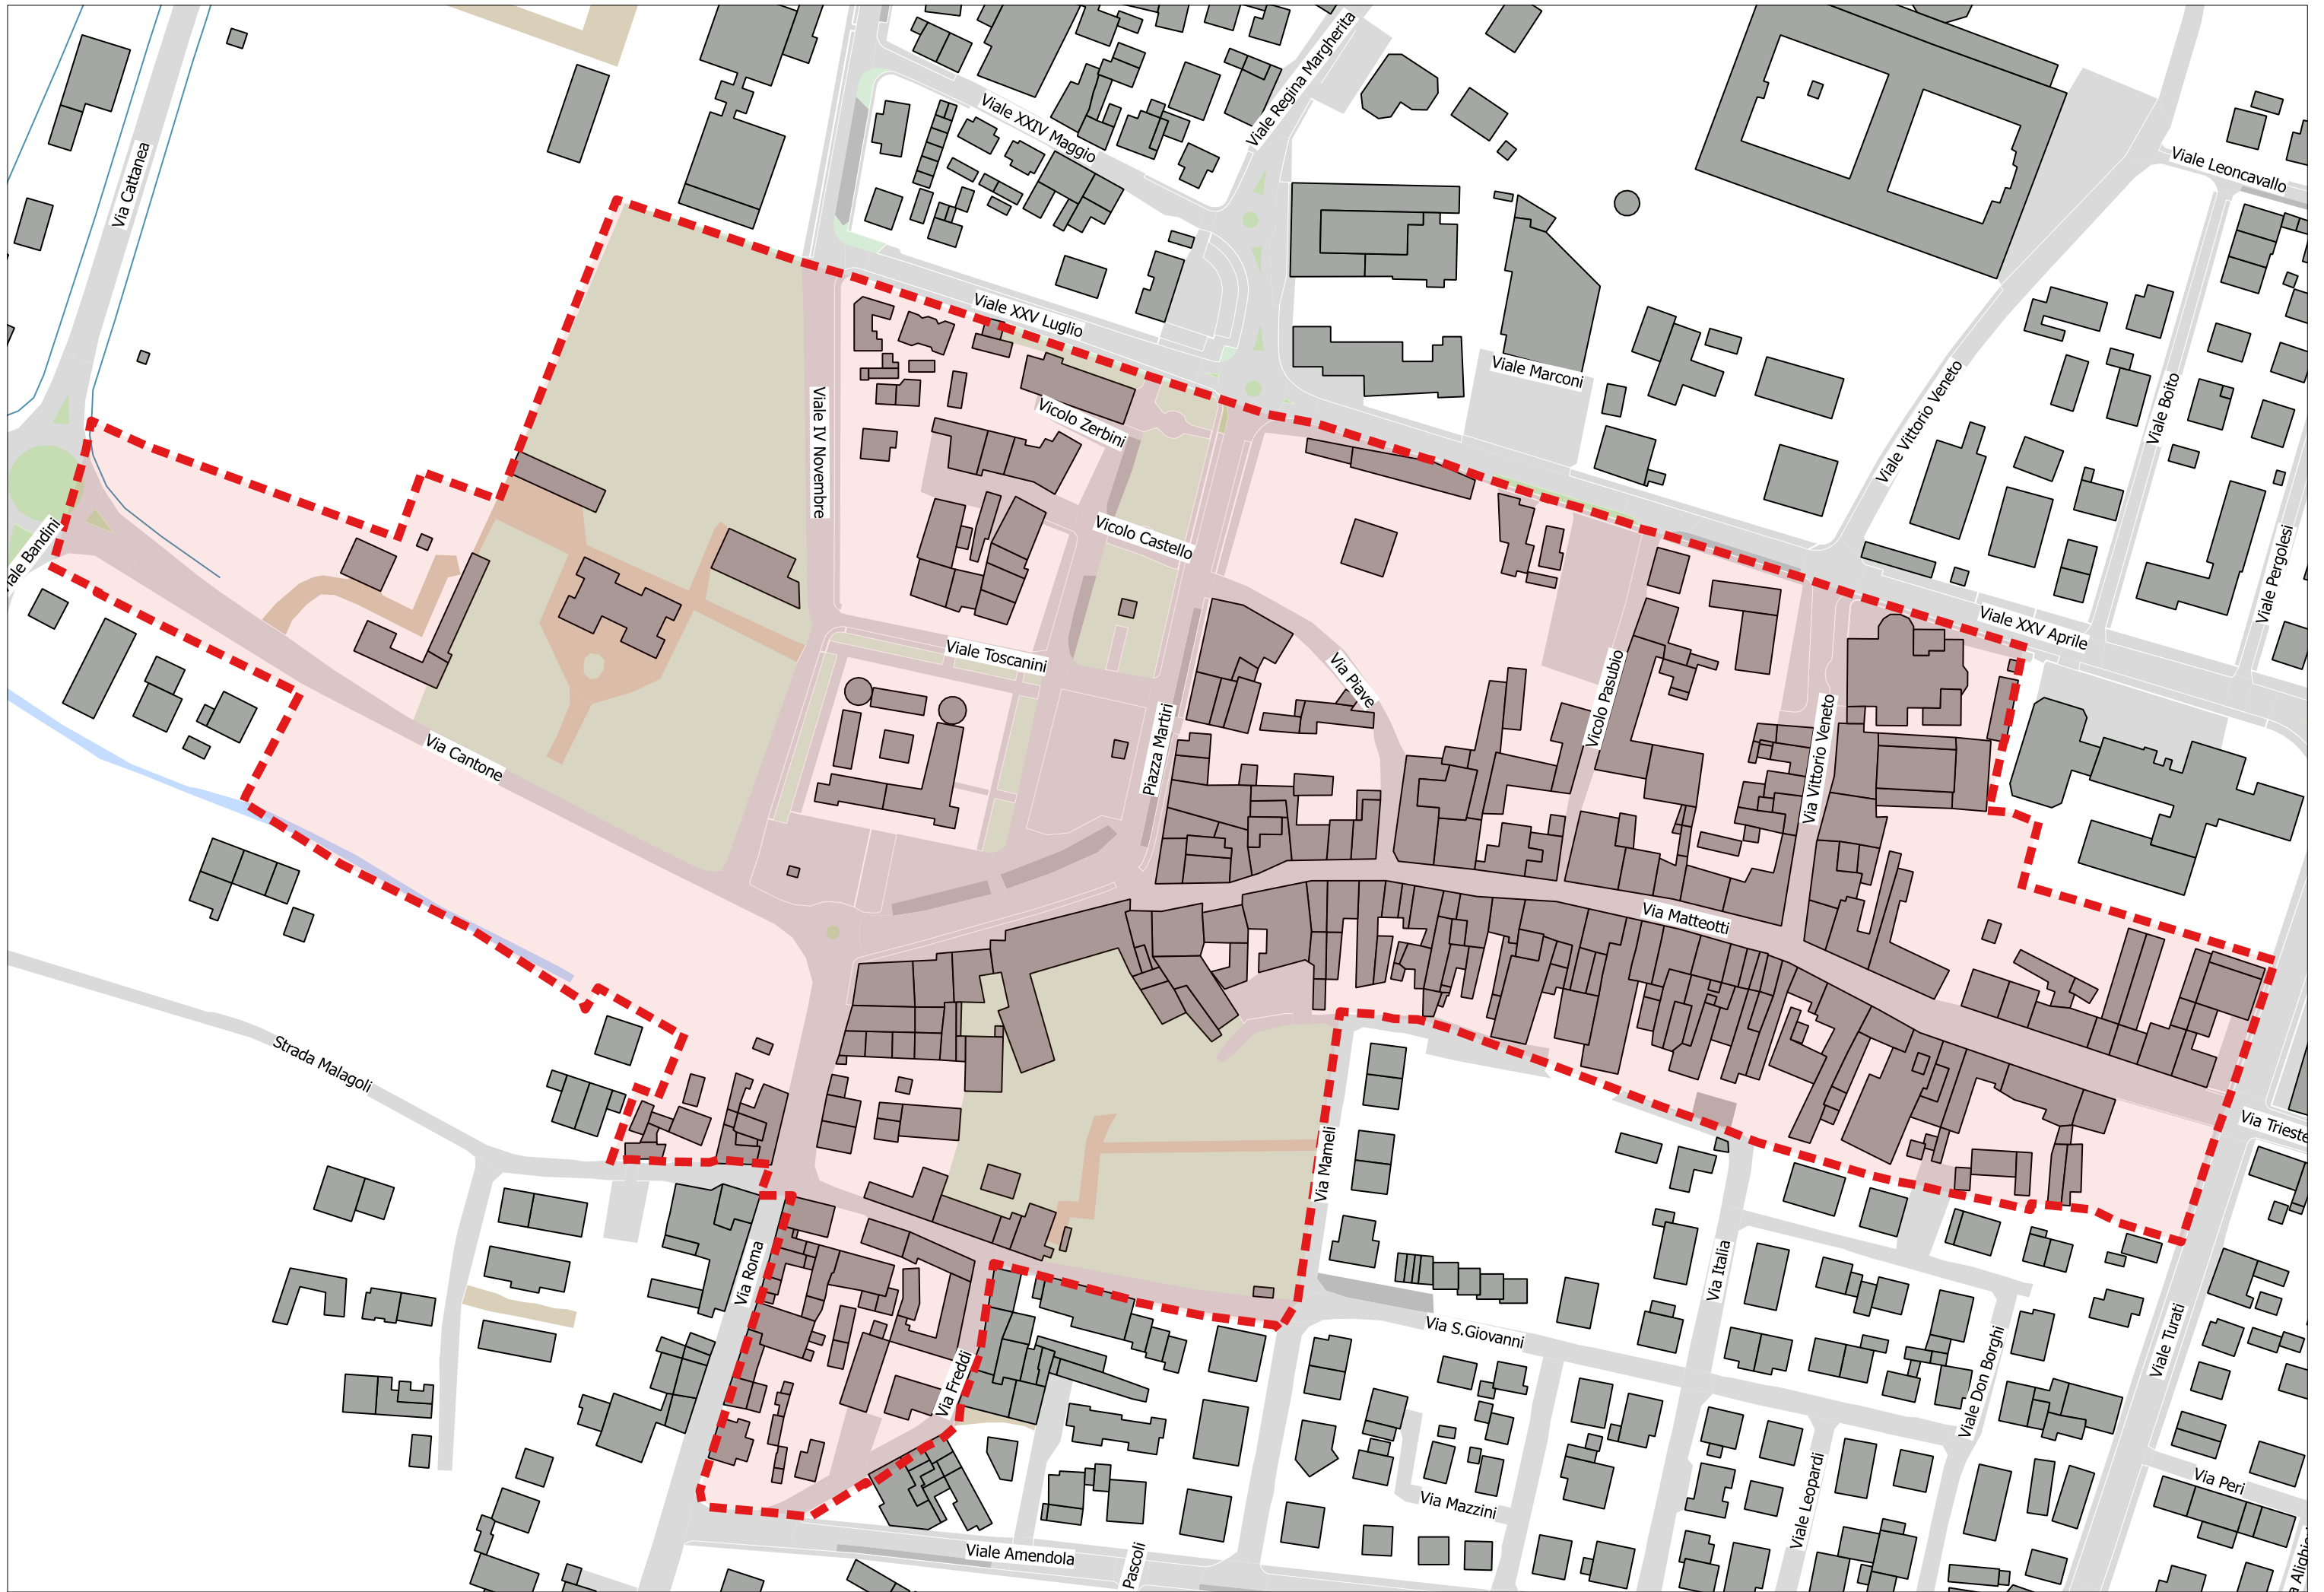 Viale Regina Margherita
Viale XXIV Maggio
Via Cattanea
Viale Leoncavallo
Viale XXV Luglio
Viale Marconi
Viale IV Novembre
Vicolo Zerbini
Viale Vittorio Veneto
Viale Boito
Vicolo Castello
iale Bandini
Viale Pergolesi
Viale XXV Aprile
Viale Toscanini
Via Piave
Vicolo Pasubio
Piazza Martiri
Via Vittorio Veneto
Via Cantone
Via Matteotti
Strada Malagoli
Via Trieste
Via Mameli
Via Roma
Via Italia
Via S.Giovanni
Viale Turati
Viale Don Borghi
Via Freddi
Via Peri
Via Mazzini
Viale Leopardi
Viale Amendola
Pascoli